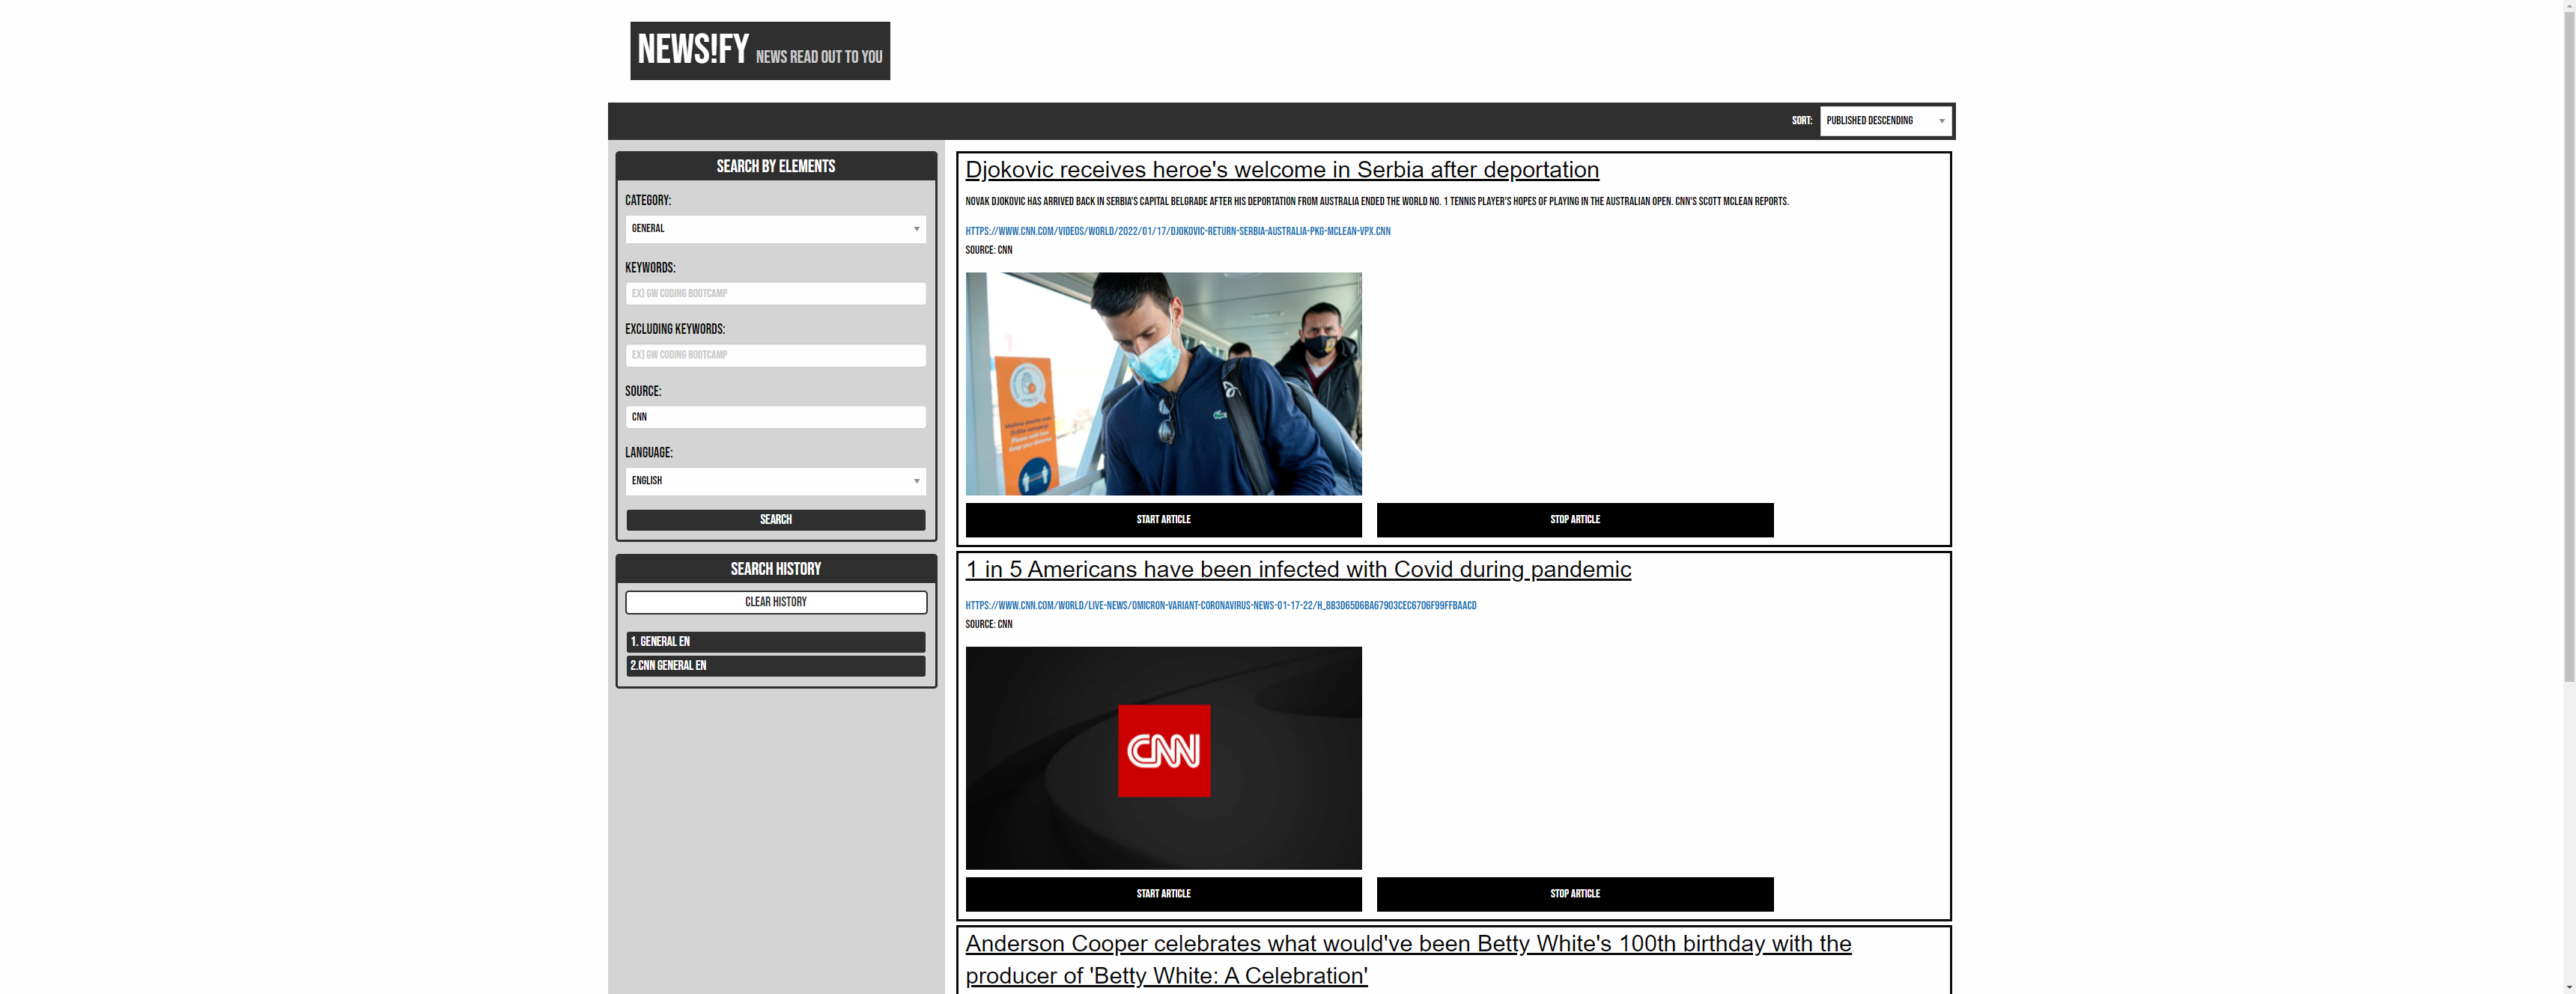 NEWS!FY NEWS READ OUT TO YOU
SORT: PUBLISHED DESCENDING
SEARCH BY ELEMENTS
CATEGORY:
GENERAL
KEYWORDS:
EX] GW CODING BOOTCAMP
EXCLUDING KEYWORDS:
EX] GW CODING BOOTCAMP
SOURCE:
CNN
LANGUAGE:
ENGLISH
SEARCH
SEARCH HISTORY
CLEAR HISTORY
1. GENERAL EN
2.CNN GENERAL EN
Djokovic receives heroe's welcome in Serbia after deportation
NOVAK DJOKOVIC HAS ARRIVED BACK IN SERBIA'S CAPITAL BELGRADE AFTER HIS DEPORTATION FROM AUSTRALIA ENDED THE WORLD NO. 1 TENNIS PLAYER'S HOPES OF PLAYING IN THE AUSTRALIAN OPEN. CNN'S SCOTT MCLEAN REPORTS.
HTTPS://WWW.CNN.COM/VIDEOS/WORLD/2022/01/17/DJOKOVIC-RETURN-SERBIA-AUSTRALIA-PKG-MCLEAN-VPX.CNN
SOURCE: CNN
START ARTICLE
STOP ARTICLE
1 in 5 Americans have been infected with Covid during pandemic
HTTPS://WWW.CNN.COM/WORLD/LIVE-NEWS/OMICRON-VARIANT-CORONAVIRUS-NEWS-01-17-22/H_8B3D65D6BA67903CEC6706F99FFBAACD
SOURCE: CNN
CNN
START ARTICLE
STOP ARTICLE
Anderson Cooper celebrates what would've been Betty White's 100th birthday with the
producer of 'Betty White: A Celebration'